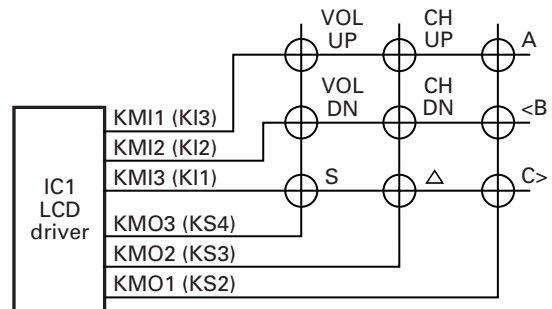 VOL UP
CH UP
A
VOL DN
CH DN
<B
S
△
C>
KMI1 (KI3)
KMI2 (KI2)
KMI3 (KI1)
KMO3 (KS4)
KMO2 (KS3)
KMO1 (KS2)
IC1
LCD
driver